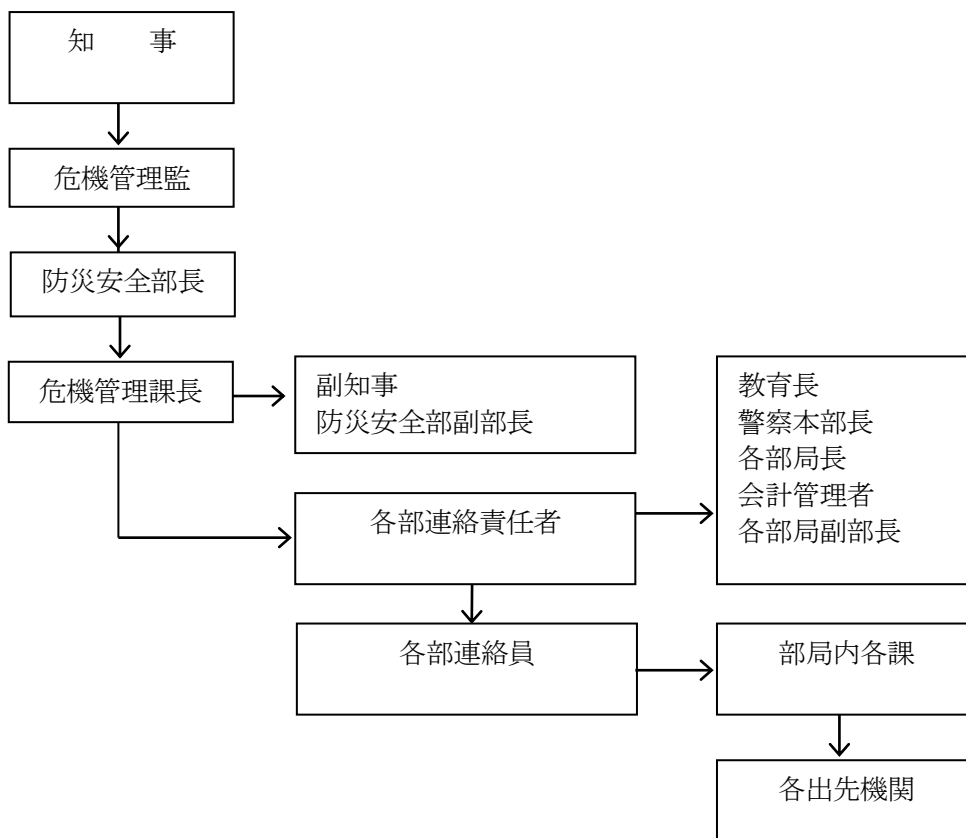 知　　事
危機管理監
防災安全部長
危機管理課長
副知事
防災安全部副部長
教育長
警察本部長
各部局長
会計管理者
各部局副部長
各部連絡責任者
各部連絡員
部局内各課
各出先機関